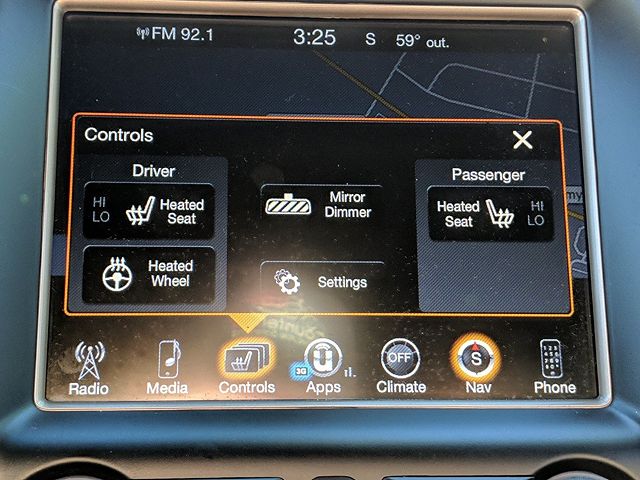 FM 92.1 3:25 S 59° out.
Controls
Driver
Passenger
HI
LO
Heated
Seat
Mirror
Dimmer
Heated
Seat
HI
LO
Heated
Wheel
Settings
OFF
S
3G
Radio Media Controls Apps Climate Nav Phone